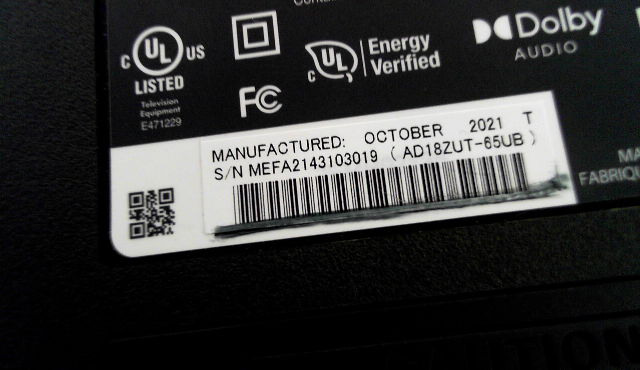 c UL US
LISTED
Television
Equipment
E471229
FC
c UL Energy
Verified
Dolby
AUDIO
MANUFACTURED: OCTOBER 2021 T
S/N MEFA2143103019 ( AD18ZUT-65UB )
MA
FABRIQU
CAUTION